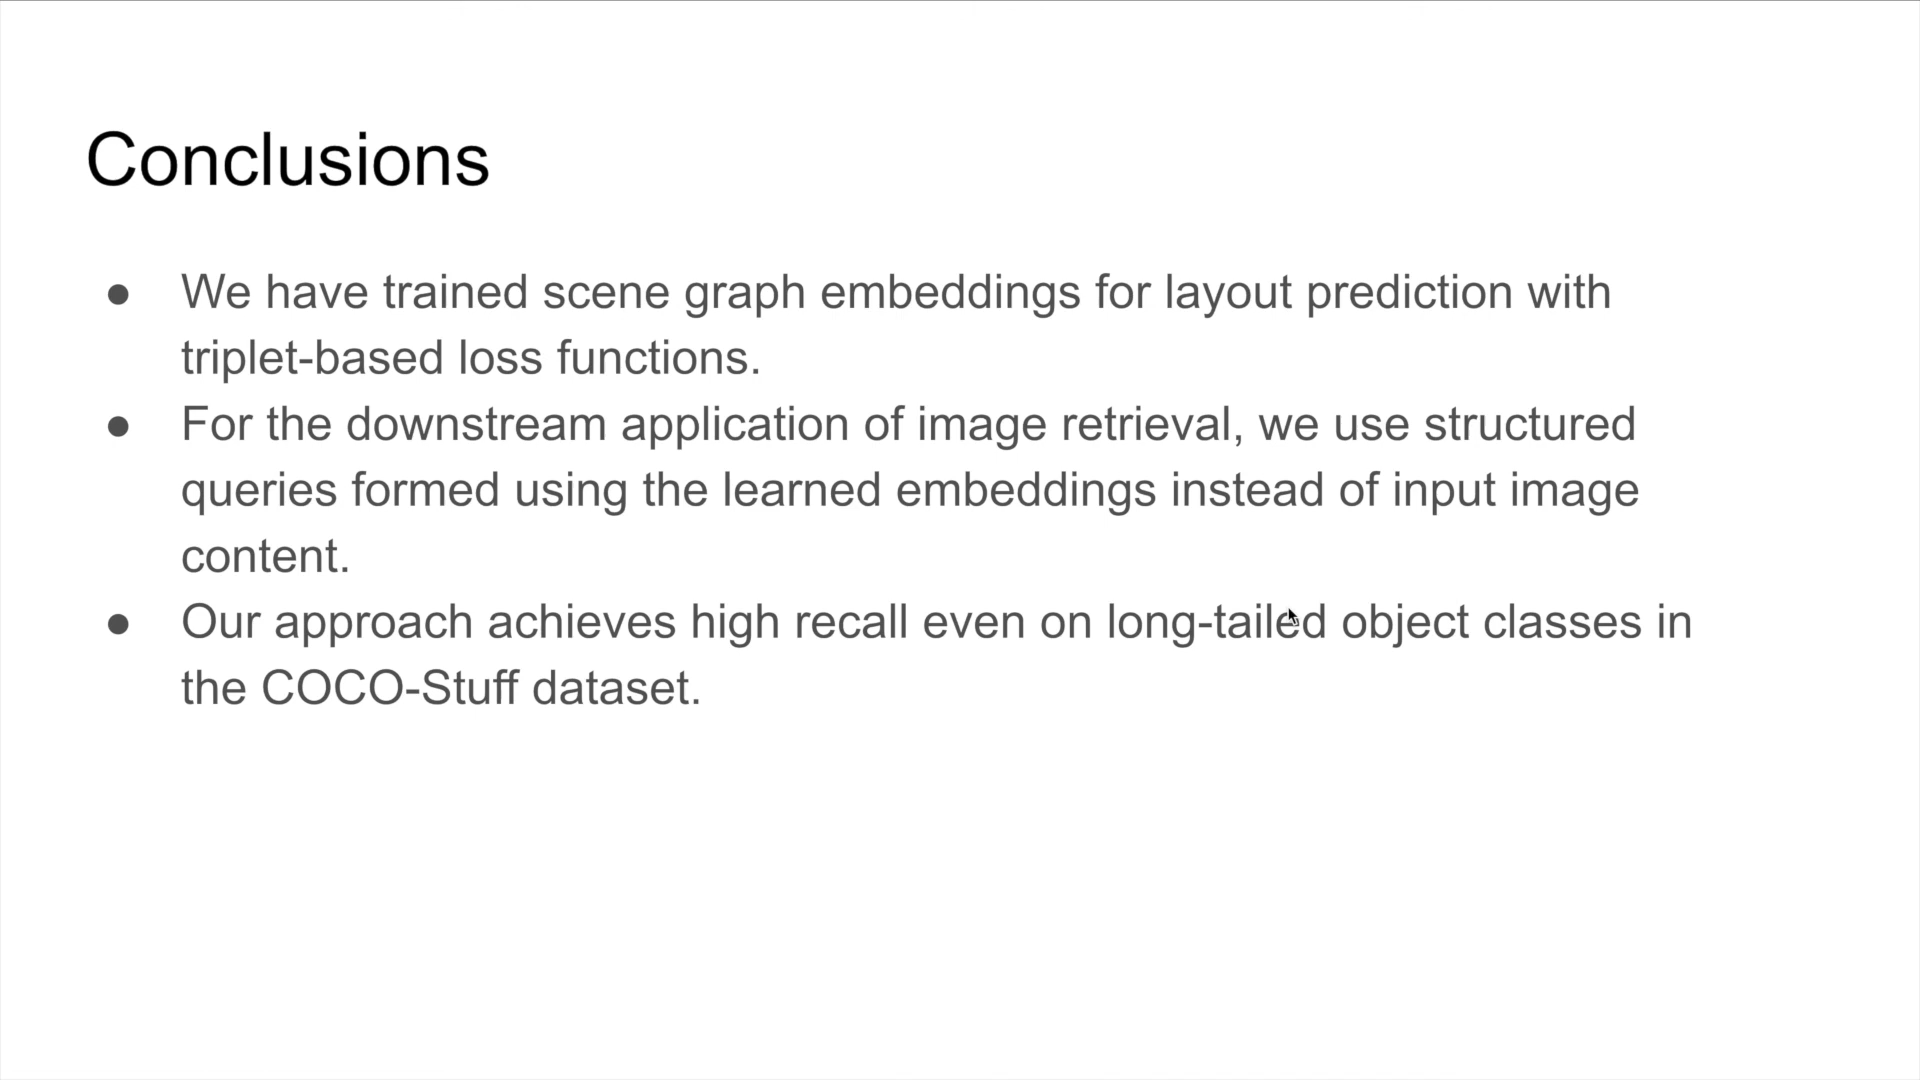 Conclusions
● We have trained scene graph embeddings for layout prediction with
triplet-based loss functions.
● For the downstream application of image retrieval, we use structured
queries formed using the learned embeddings instead of input image
content.
● Our approach achieves high recall even on long-tailed object classes in
the COCO-Stuff dataset.